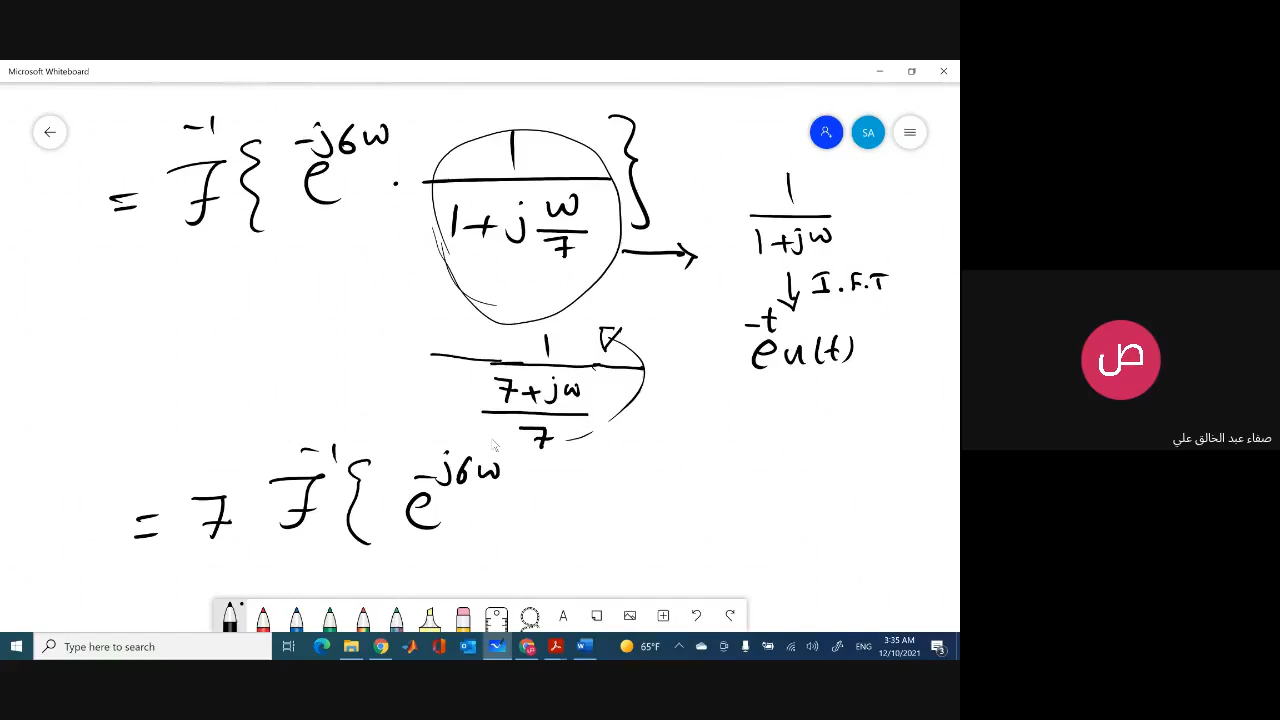 Microsoft Whiteboard
SA
= F⁻¹ { e^(-j6w) · 1 / (1 + j w/7) }
1 / (1 + jw)
I.F.T
e^(-t) u(t)
1 / ((7 + jw) / 7)
= 7 F⁻¹ { e^(-j6w)
ص
صفاء عبد الخالق علي
A
Type here to search
65°F
ENG
3:35 AM
12/10/2021
3